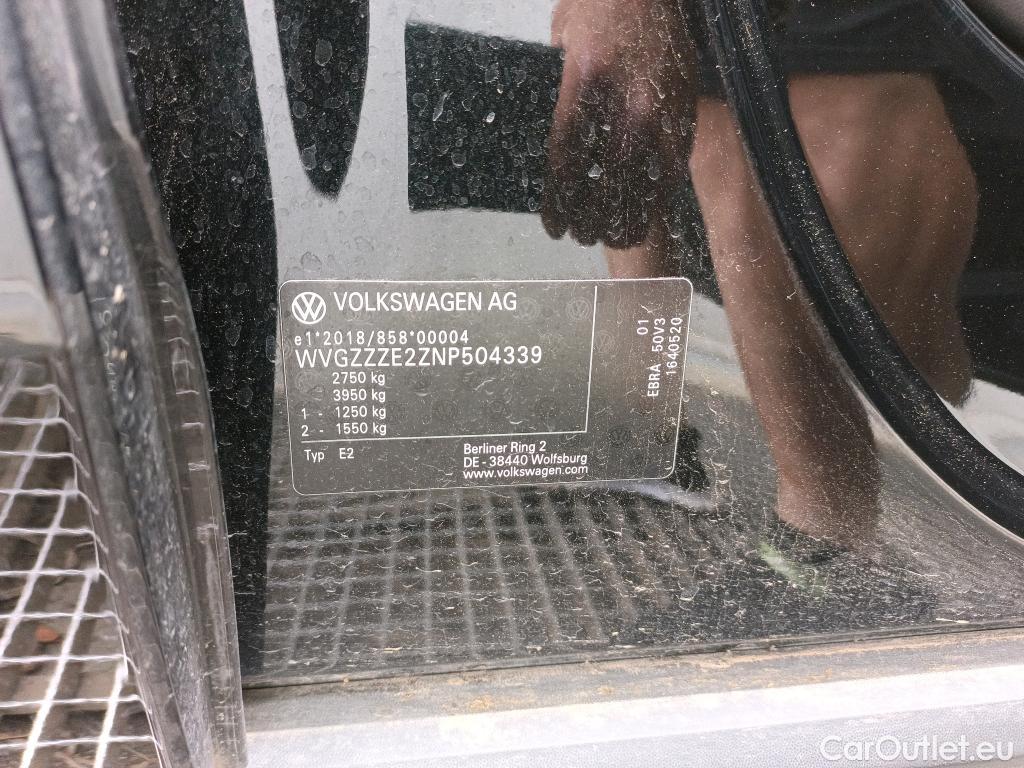 VOLKSWAGEN AG
e1*2018/858*00004
WVGZZZE2ZNP504339
2750 kg
3950 kg
1 - 1250 kg
2 - 1550 kg
Typ E2
Berliner Ring 2
DE - 38440 Wolfsburg
www.volkswagen.com
01/
EBRA 50V3
1640520
CarOutlet.eu